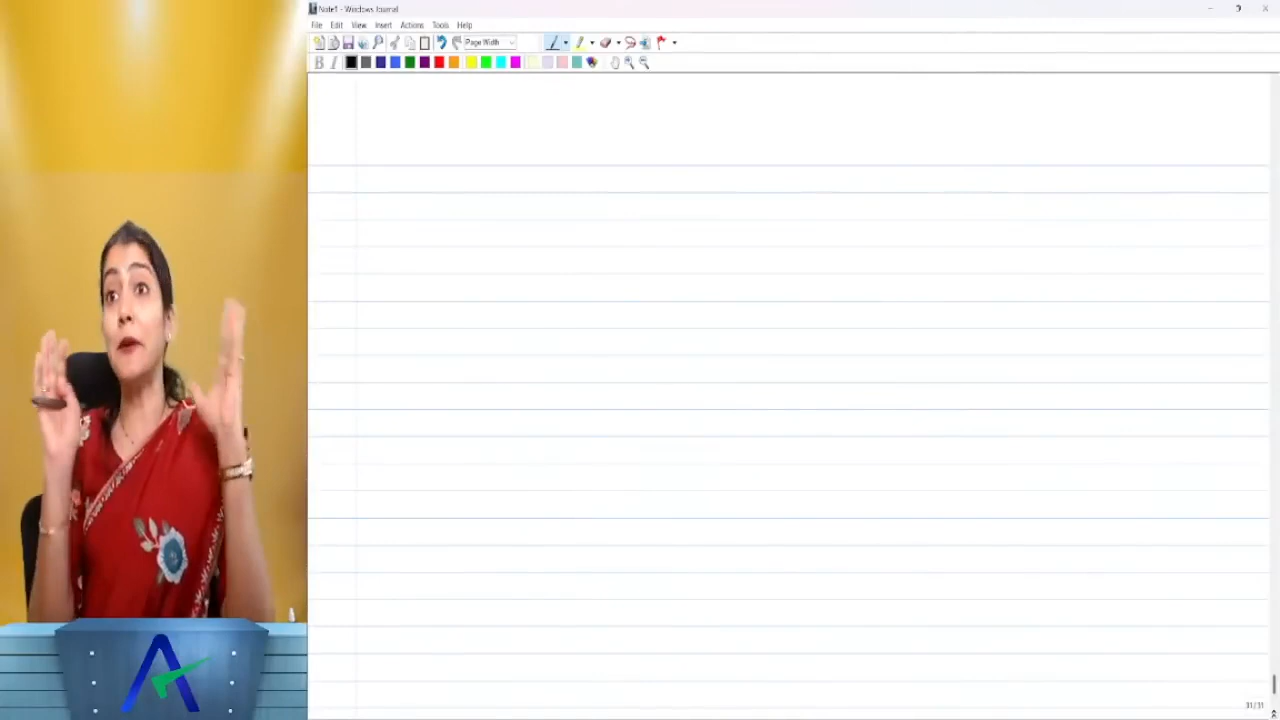 Note1 - Windows Journal
File Edit View Insert Actions Tools Help
Page Width
B I
31/31